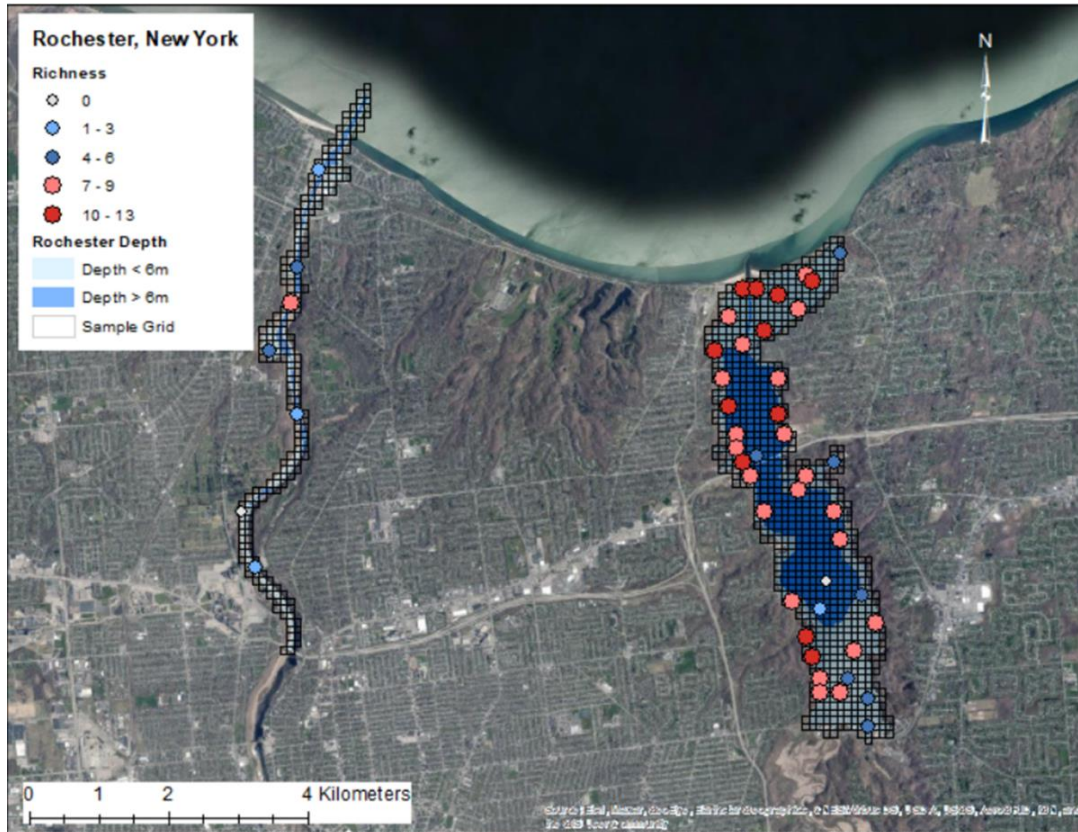 Rochester, New York
Richness
0
1 - 3
4 - 6
7 - 9
10 - 13
Rochester Depth
Depth < 6m
Depth > 6m
Sample Grid
N
0 1 2 4 Kilometers